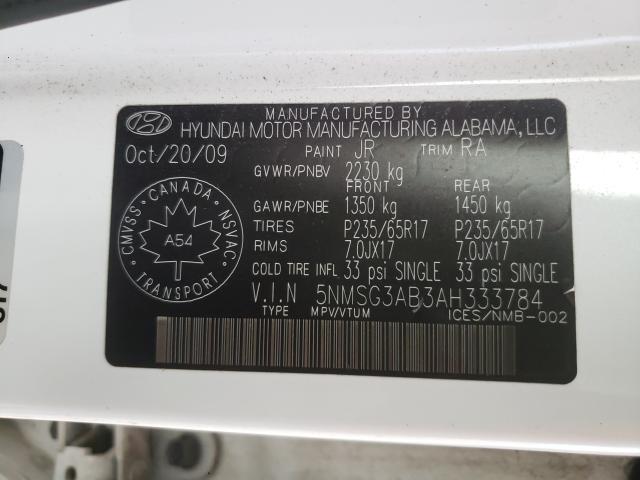 MANUFACTURED BY
HYUNDAI MOTOR MANUFACTURING ALABAMA, LLC
Oct/20/09 PAINT JR TRIM RA
GVWR/PNBV 2230 kg
FRONT REAR
GAWR/PNBE 1350 kg 1450 kg
TIRES P235/65R17 P235/65R17
RIMS 7.0JX17 7.0JX17
COLD TIRE INFL 33 psi SINGLE 33 psi SINGLE
V.I.N 5NMSG3AB3AH333784
TYPE MPV/VTUM ICES/NMB-002
CMVSS • CANADA • NSVAC
A54
TRANSPORT